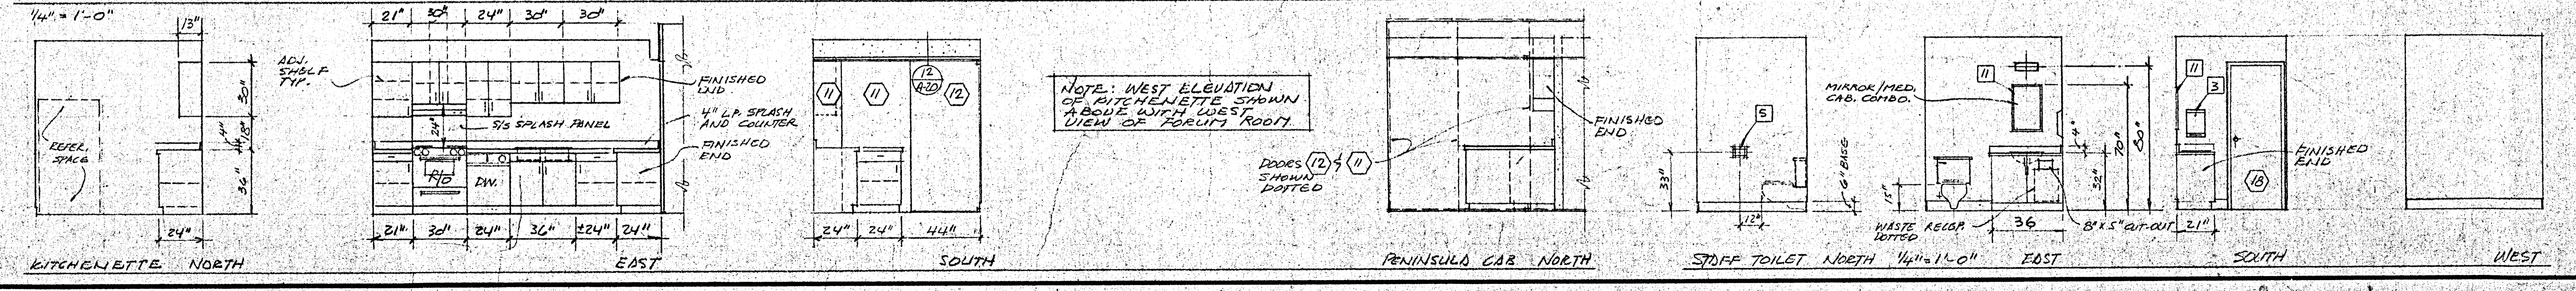 1/4" = 1'-0"
13"
REFER.
SPACE
30"
18"
4"
36"
24"
KITCHENETTE NORTH
21" 30" 24" 30" 30"
ADJ.
SHELF
TYP.
FINISHED
END
4" L.P. SPLASH
AND COUNTER
S/S SPLASH PANEL
24"
FINISHED
END
R/O
DW.
21" 30" 24" 36" ±24" 24"
EAST
11
11
12
A-20
12
24" 24" 44"
SOUTH
NOTE: WEST ELEVATION
OF KITCHENETTE SHOWN
ABOVE WITH WEST
VIEW OF FORUM ROOM
FINISHED
END
DOORS 12 & 11
SHOWN
DOTTED
PENINSULA CAB NORTH
5
33"
12"
6" BASE
STAFF TOILET NORTH 1/4"=1'-0"
11
MIRROR/MED.
CAB. COMBO.
15"
4"
32"
70"
80"
WASTE RECEP.
DOTTED
36
8"X5" CUT-OUT
EAST
11
3
FINISHED
END
18
21"
SOUTH
WEST